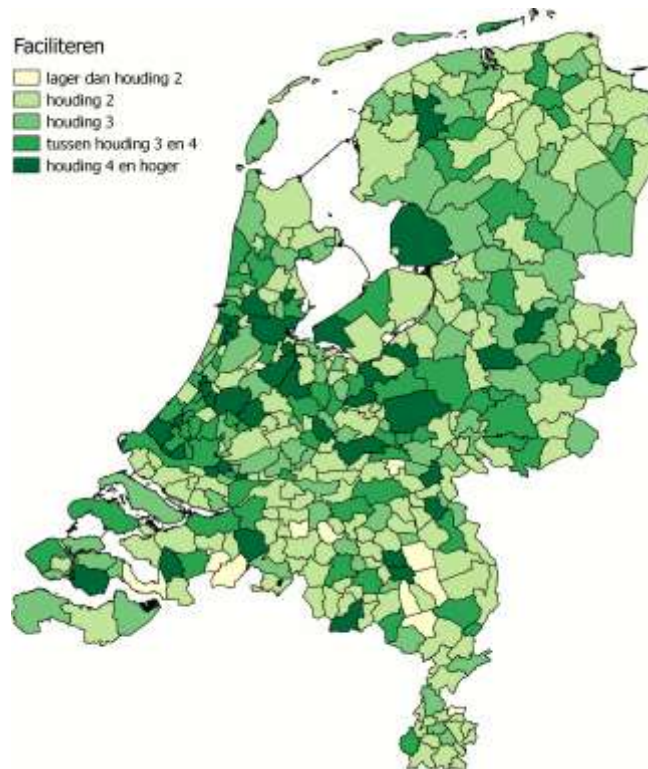 Faciliteren
lager dan houding 2
houding 2
houding 3
tussen houding 3 en 4
houding 4 en hoger